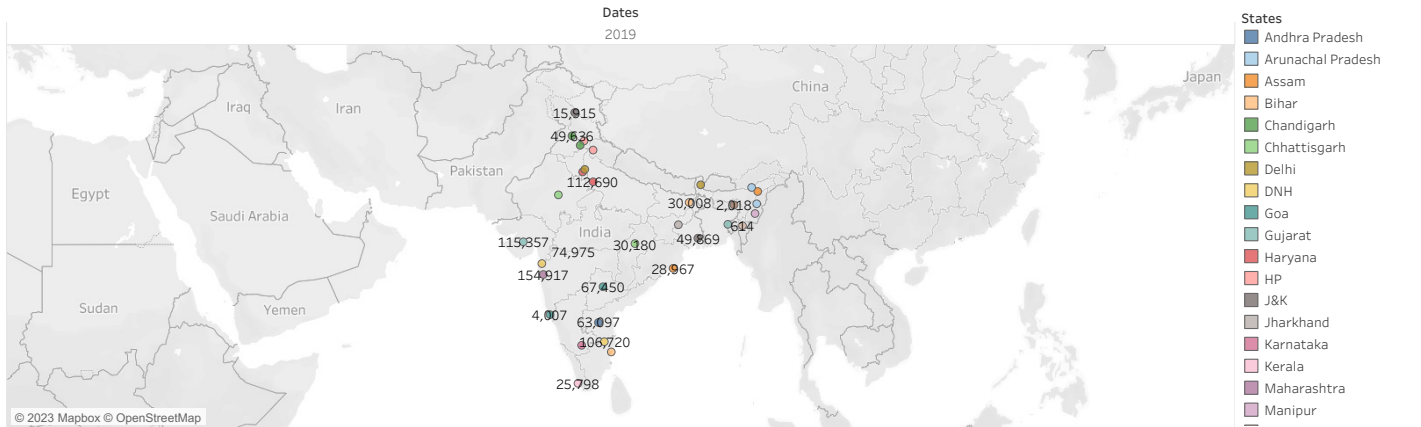 Dates
2019
States
Andhra Pradesh
Arunachal Pradesh
Assam
Bihar
Chandigarh
Chhattisgarh
Delhi
DNH
Goa
Gujarat
Haryana
HP
J&K
Jharkhand
Karnataka
Kerala
Maharashtra
Manipur
Japan
China
Iraq
Iran
15,915
49,636
Pakistan
112,690
Egypt
30,008
2,018
Saudi Arabia
614
India
115,357
30,180
49,869
74,975
28,967
154,917
67,450
Sudan
Yemen
4,007
63,097
106,720
25,798
© 2023 Mapbox © OpenStreetMap